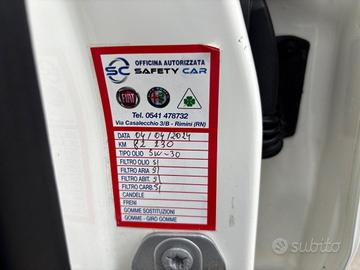 OFFICINA AUTORIZZATA
SC SAFETY CAR
FIAT
Tel. 0541 478732
Via Casalecchio 3/B - Rimini (RN)
DATA 04/04/2024
KM 82 230
TIPO OLIO 5W-30
FILTRO OLIO SI
FILTRO ARIA SI
FILTRO ABIT. SI
FILTRO CARB. SI
CANDELE
FRENI
GOMME SOSTITUZIONI
GOMME - GIRO GOMME
subito